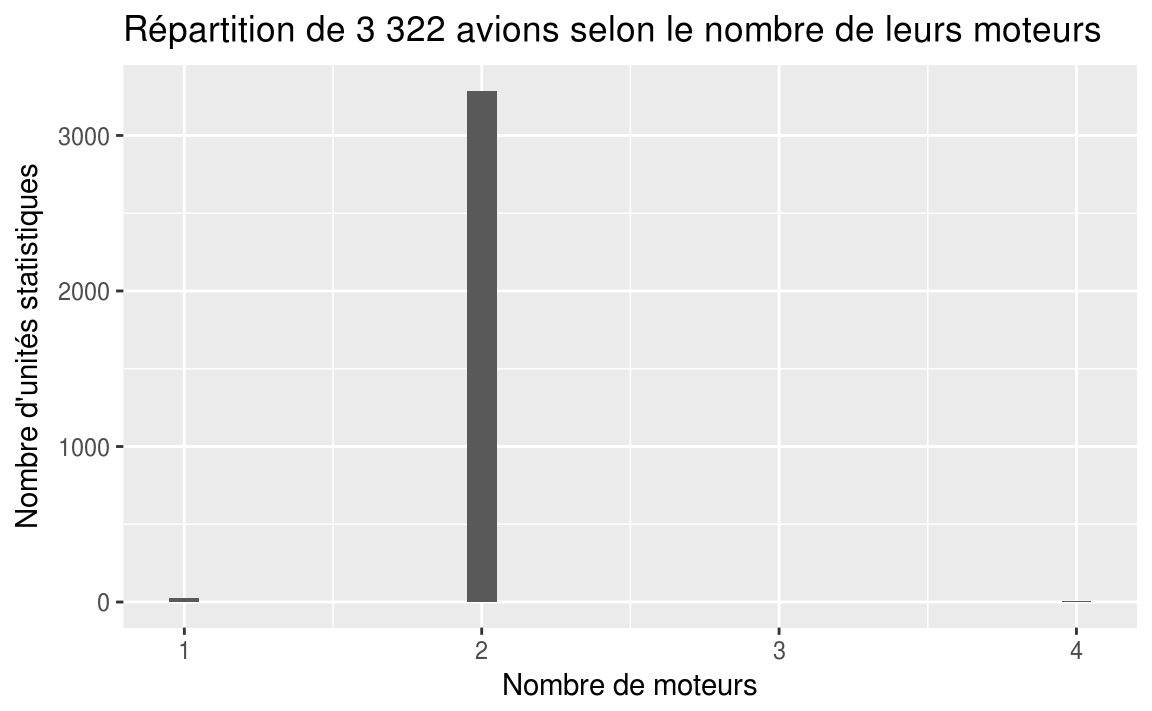 Répartition de 3 322 avions selon le nombre de leurs moteurs
Nombre d'unités statistiques
3000
2000
1000
0
1 2 3 4
Nombre de moteurs